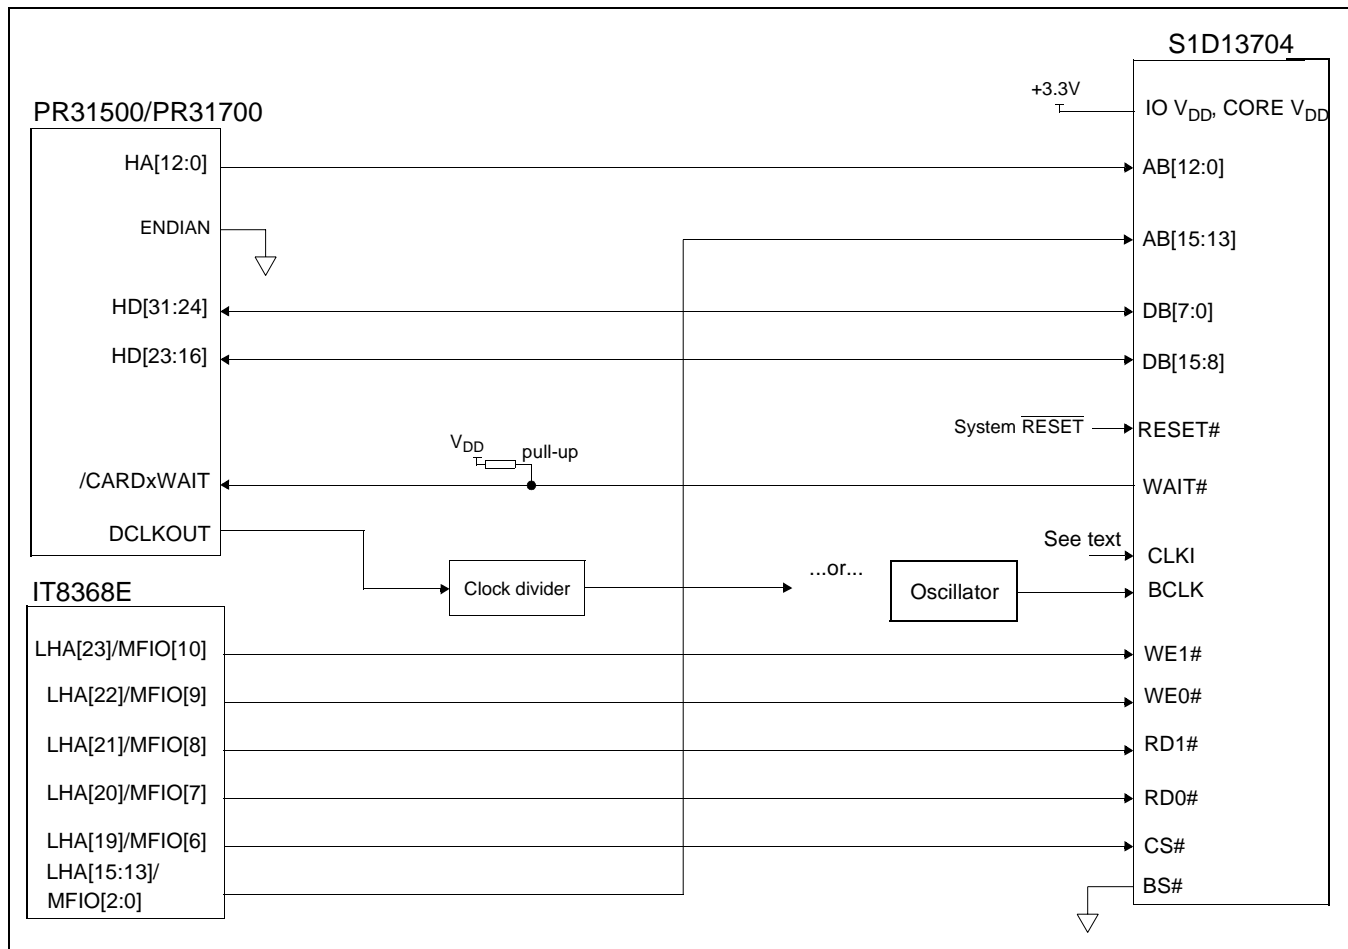 S1D13704
+3.3V
IO VDD, CORE VDD
PR31500/PR31700
HA[12:0]
AB[12:0]
ENDIAN
AB[15:13]
HD[31:24]
DB[7:0]
HD[23:16]
DB[15:8]
System RESET
RESET#
VDD
pull-up
/CARDxWAIT
WAIT#
DCLKOUT
See text
CLKI
...or...
Clock divider
Oscillator
BCLK
IT8368E
LHA[23]/MFIO[10]
WE1#
LHA[22]/MFIO[9]
WE0#
LHA[21]/MFIO[8]
RD1#
LHA[20]/MFIO[7]
RD0#
LHA[19]/MFIO[6]
CS#
LHA[15:13]/
MFIO[2:0]
BS#